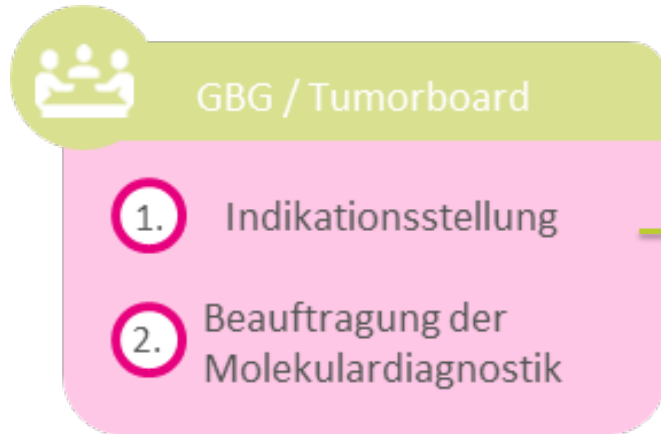 GBG / Tumorboard
1. Indikationsstellung
2. Beauftragung der
Molekulardiagnostik